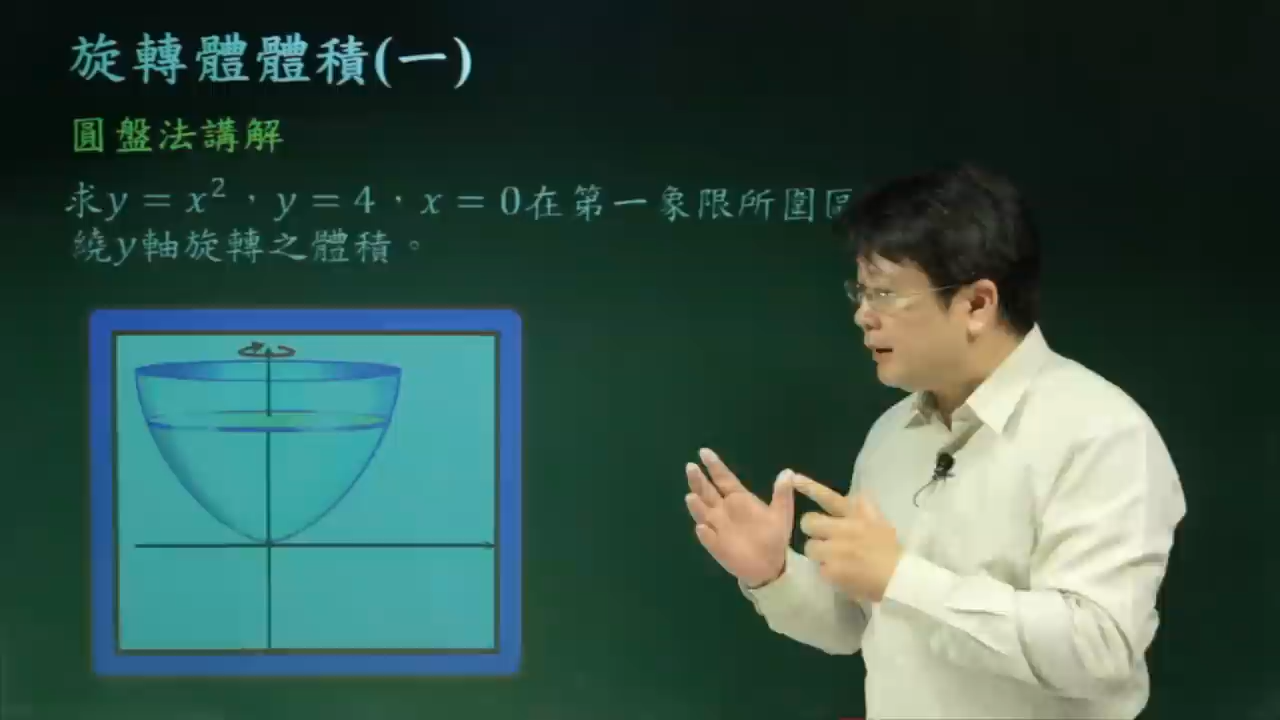 旋轉體體積(一)
圓盤法講解
求y = x²，y = 4，x = 0在第一象限所圍
繞y軸旋轉之體積。